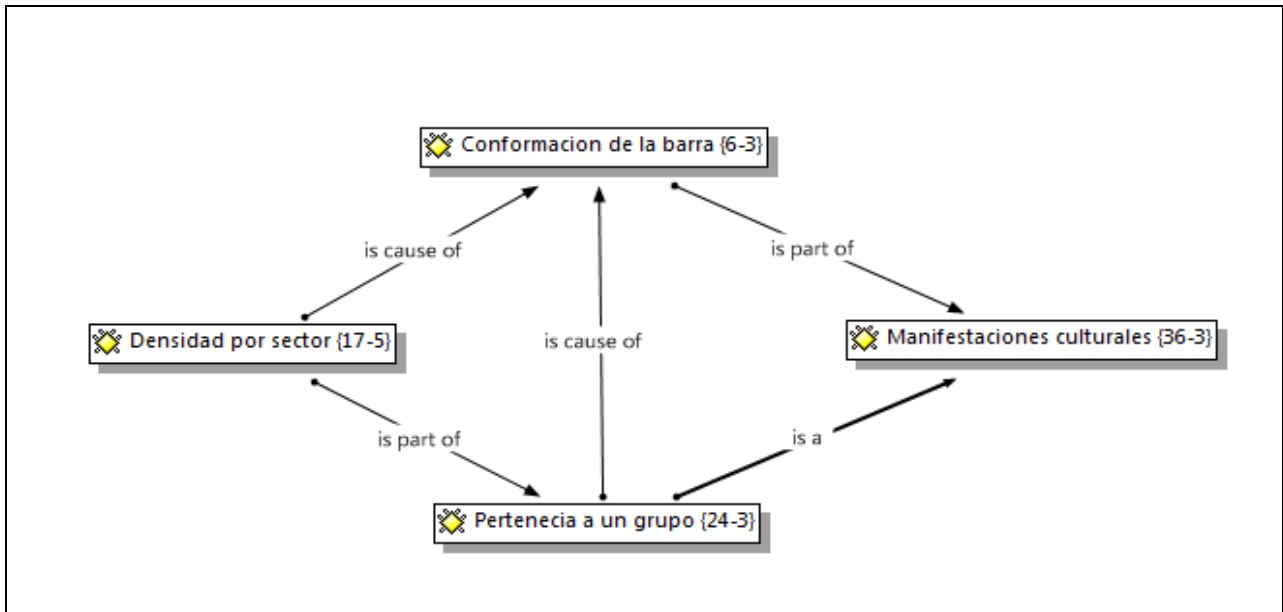 Conformacion de la barra {6-3}
is cause of
is part of
Densidad por sector {17-5}
is cause of
Manifestaciones culturales {36-3}
is part of
is a
Pertenecia a un grupo {24-3}